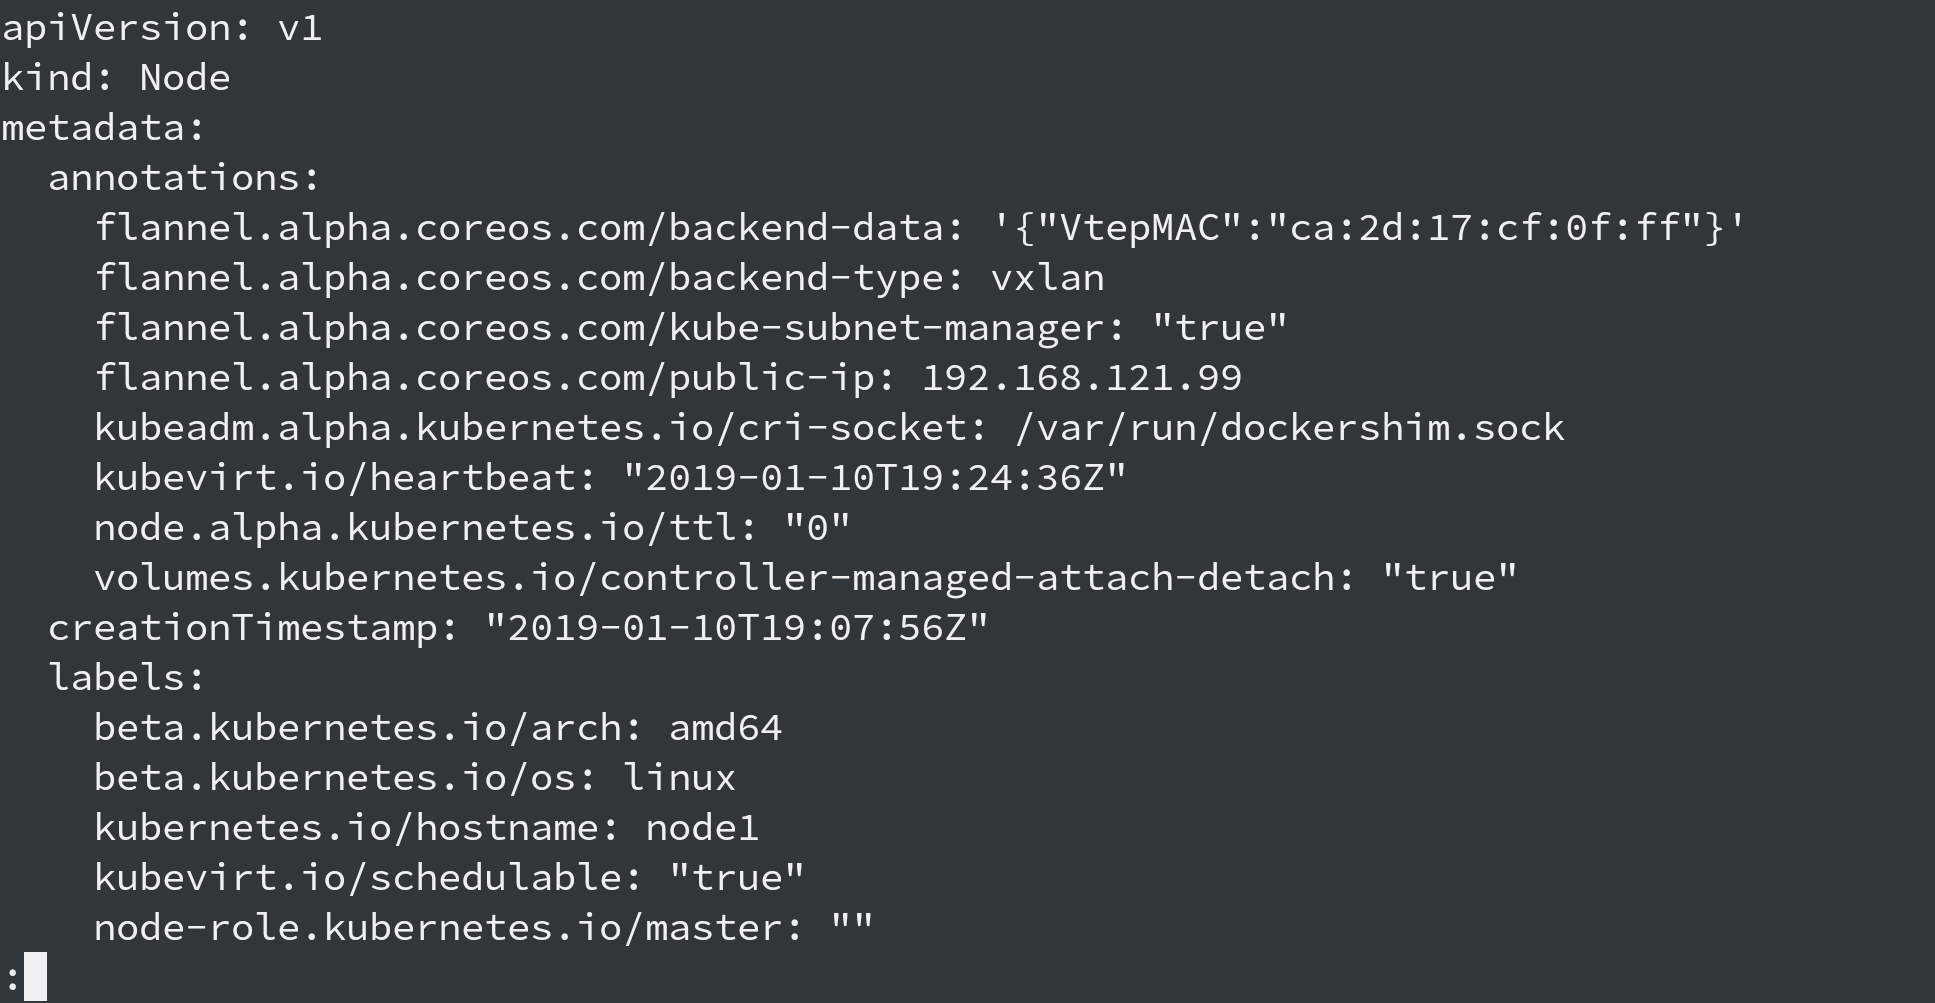 apiVersion: v1
kind: Node
metadata:
  annotations:
    flannel.alpha.coreos.com/backend-data: '{"VtepMAC":"ca:2d:17:cf:0f:ff"}'
    flannel.alpha.coreos.com/backend-type: vxlan
    flannel.alpha.coreos.com/kube-subnet-manager: "true"
    flannel.alpha.coreos.com/public-ip: 192.168.121.99
    kubeadm.alpha.kubernetes.io/cri-socket: /var/run/dockershim.sock
    kubevirt.io/heartbeat: "2019-01-10T19:24:36Z"
    node.alpha.kubernetes.io/ttl: "0"
    volumes.kubernetes.io/controller-managed-attach-detach: "true"
  creationTimestamp: "2019-01-10T19:07:56Z"
  labels:
    beta.kubernetes.io/arch: amd64
    beta.kubernetes.io/os: linux
    kubernetes.io/hostname: node1
    kubevirt.io/schedulable: "true"
    node-role.kubernetes.io/master: ""
: